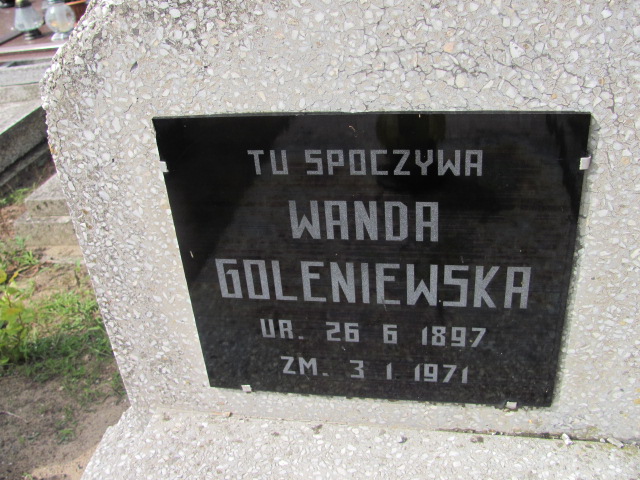 TU SPOCZYWA
WANDA
GOLENIEWSKA
UR. 26 6 1897
ZM. 3 1 1971